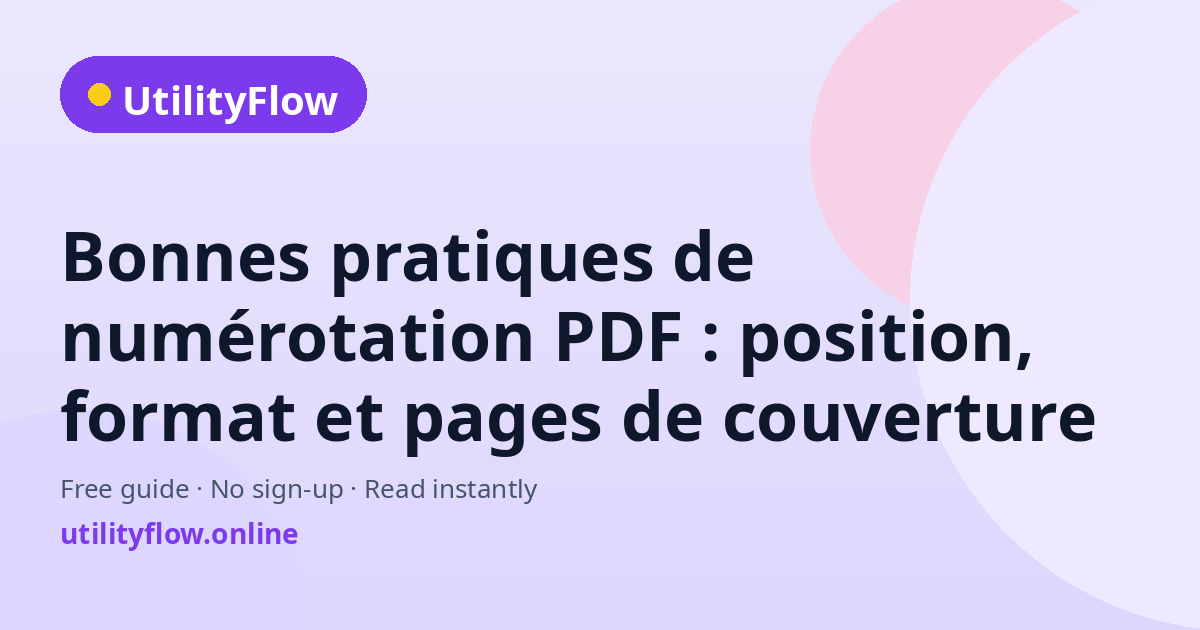 UtilityFlow
Bonnes pratiques de
numérotation PDF : position,
format et pages de couverture
Free guide · No sign-up · Read instantly
utilityflow.online